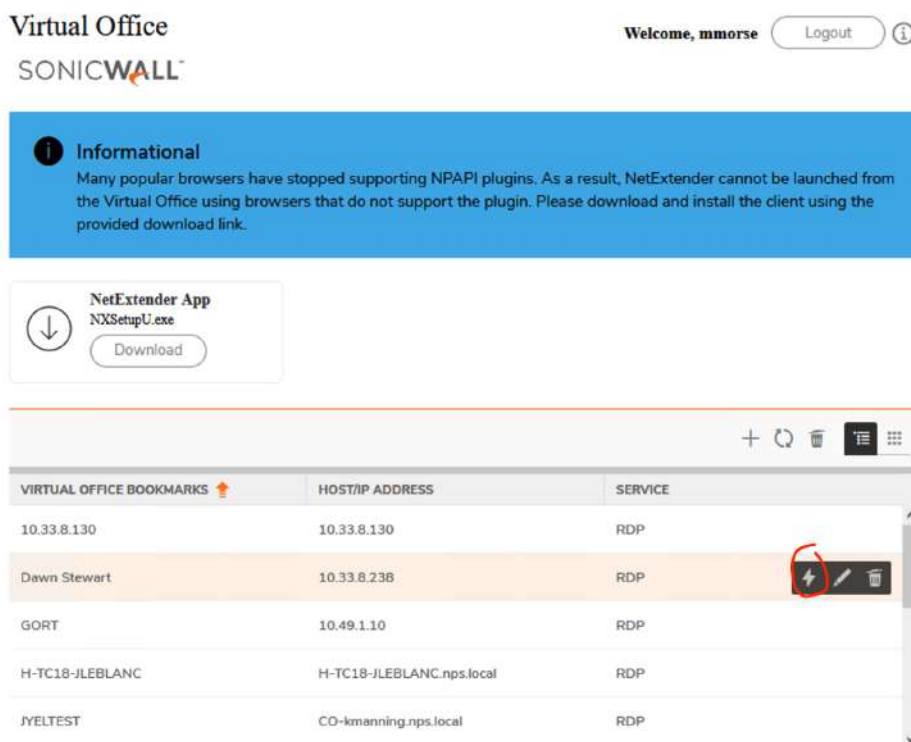 Virtual Office
Welcome, mmorse
Logout
SONICWALL
Informational
Many popular browsers have stopped supporting NPAPI plugins. As a result, NetExtender cannot be launched from
the Virtual Office using browsers that do not support the plugin. Please download and install the client using the
provided download link.
NetExtender App
NXSetupU.exe
Download
VIRTUAL OFFICE BOOKMARKS HOST/IP ADDRESS SERVICE
10.33.8.130 10.33.8.130 RDP
Dawn Stewart 10.33.8.238 RDP
GORT 10.49.1.10 RDP
H-TC18-JLEBLANC H-TC18-JLEBLANC.nps.local RDP
JYELTEST CO-kmanning.nps.local RDP